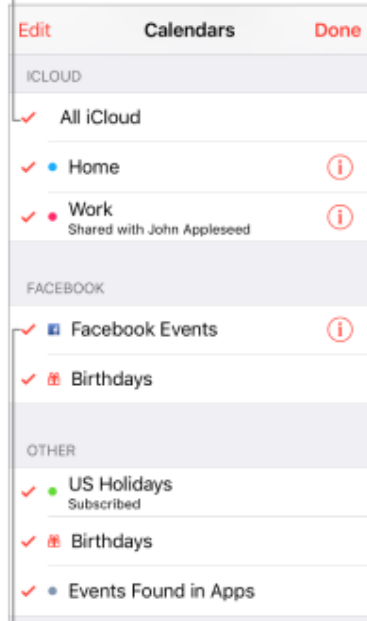 Edit Calendars Done
ICLOUD
All iCloud
Home
Work
Shared with John Appleseed
FACEBOOK
Facebook Events
Birthdays
OTHER
US Holidays
Subscribed
Birthdays
Events Found in Apps